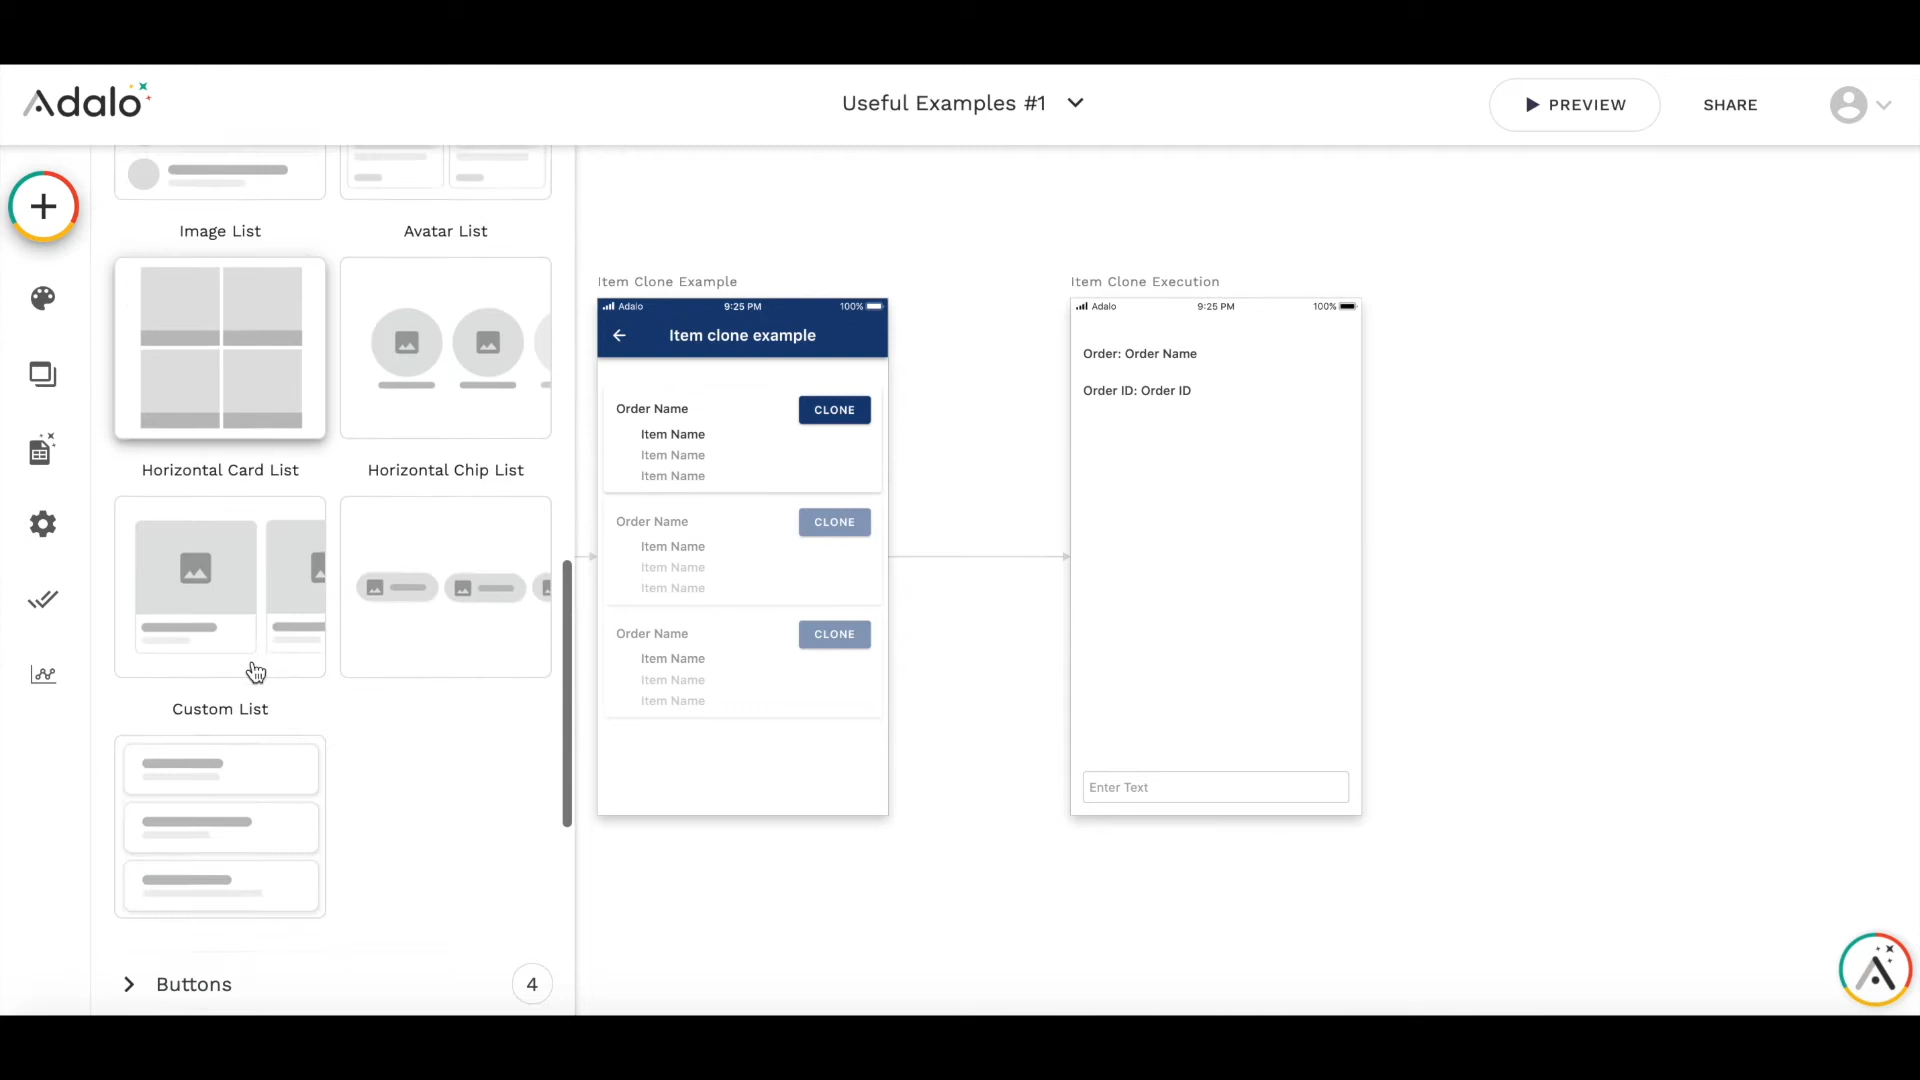 Adalo
Useful Examples #1
PREVIEW
SHARE
Image List
Avatar List
Horizontal Card List
Horizontal Chip List
Custom List
Buttons
4
Item Clone Example
Adalo
9:25 PM
100%
Item clone example
Order Name
CLONE
Item Name
Item Name
Item Name
Order Name
CLONE
Item Name
Item Name
Item Name
Order Name
CLONE
Item Name
Item Name
Item Name
Item Clone Execution
Adalo
9:25 PM
100%
Order: Order Name
Order ID: Order ID
Enter Text